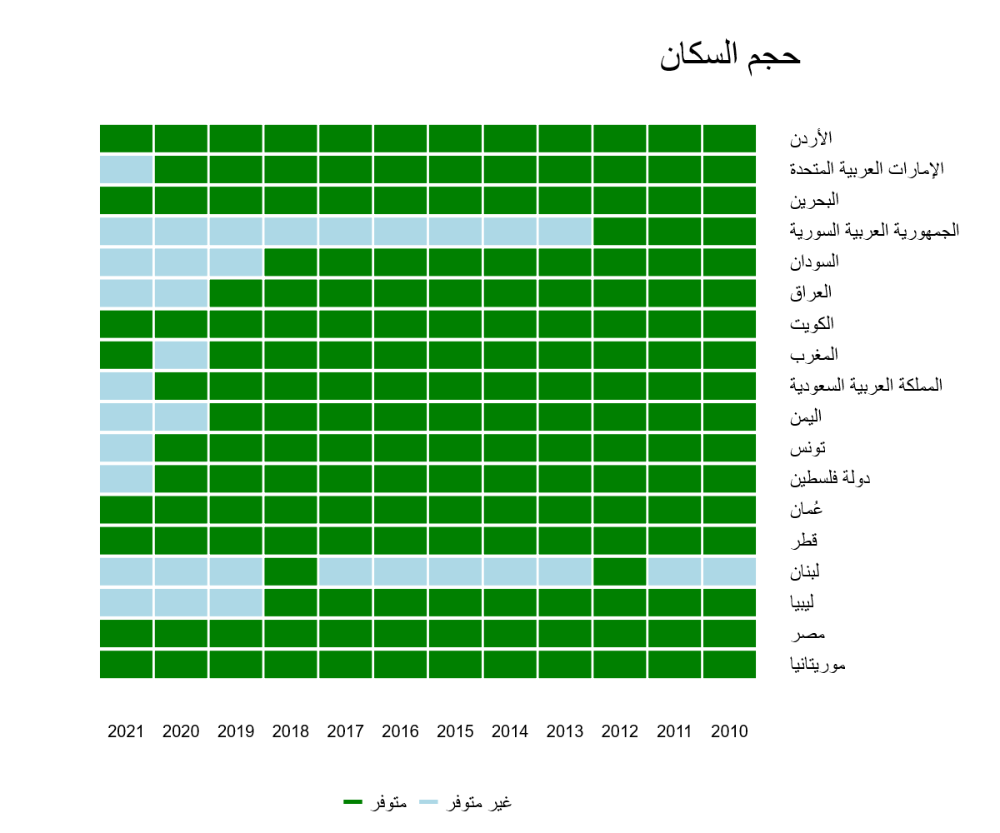 حجم السكان
الأردن
الإمارات العربية المتحدة
البحرين
الجمهورية العربية السورية
السودان
العراق
الكويت
المغرب
المملكة العربية السعودية
اليمن
تونس
دولة فلسطين
عُمان
قطر
لبنان
ليبيا
مصر
موريتانيا
2021 2020 2019 2018 2017 2016 2015 2014 2013 2012 2011 2010
متوفر غير متوفر